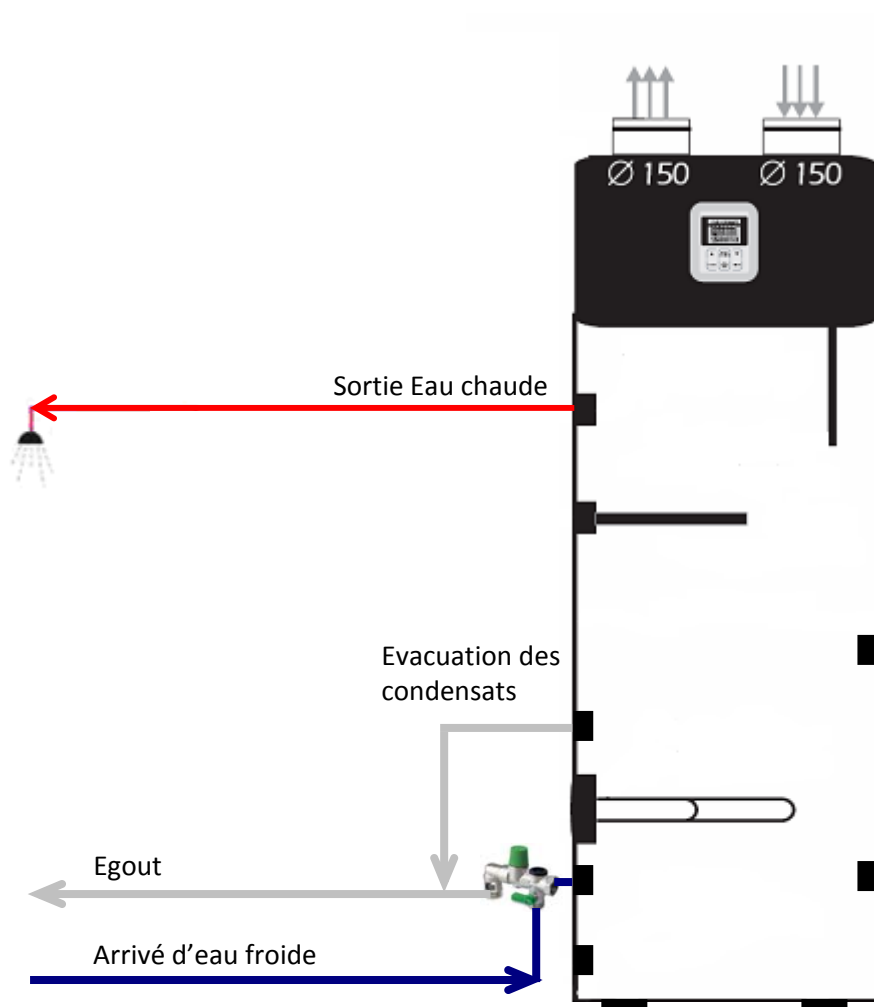 Ø 150 Ø 150
Sortie Eau chaude
Evacuation des
condensats
Egout
Arrivé d’eau froide